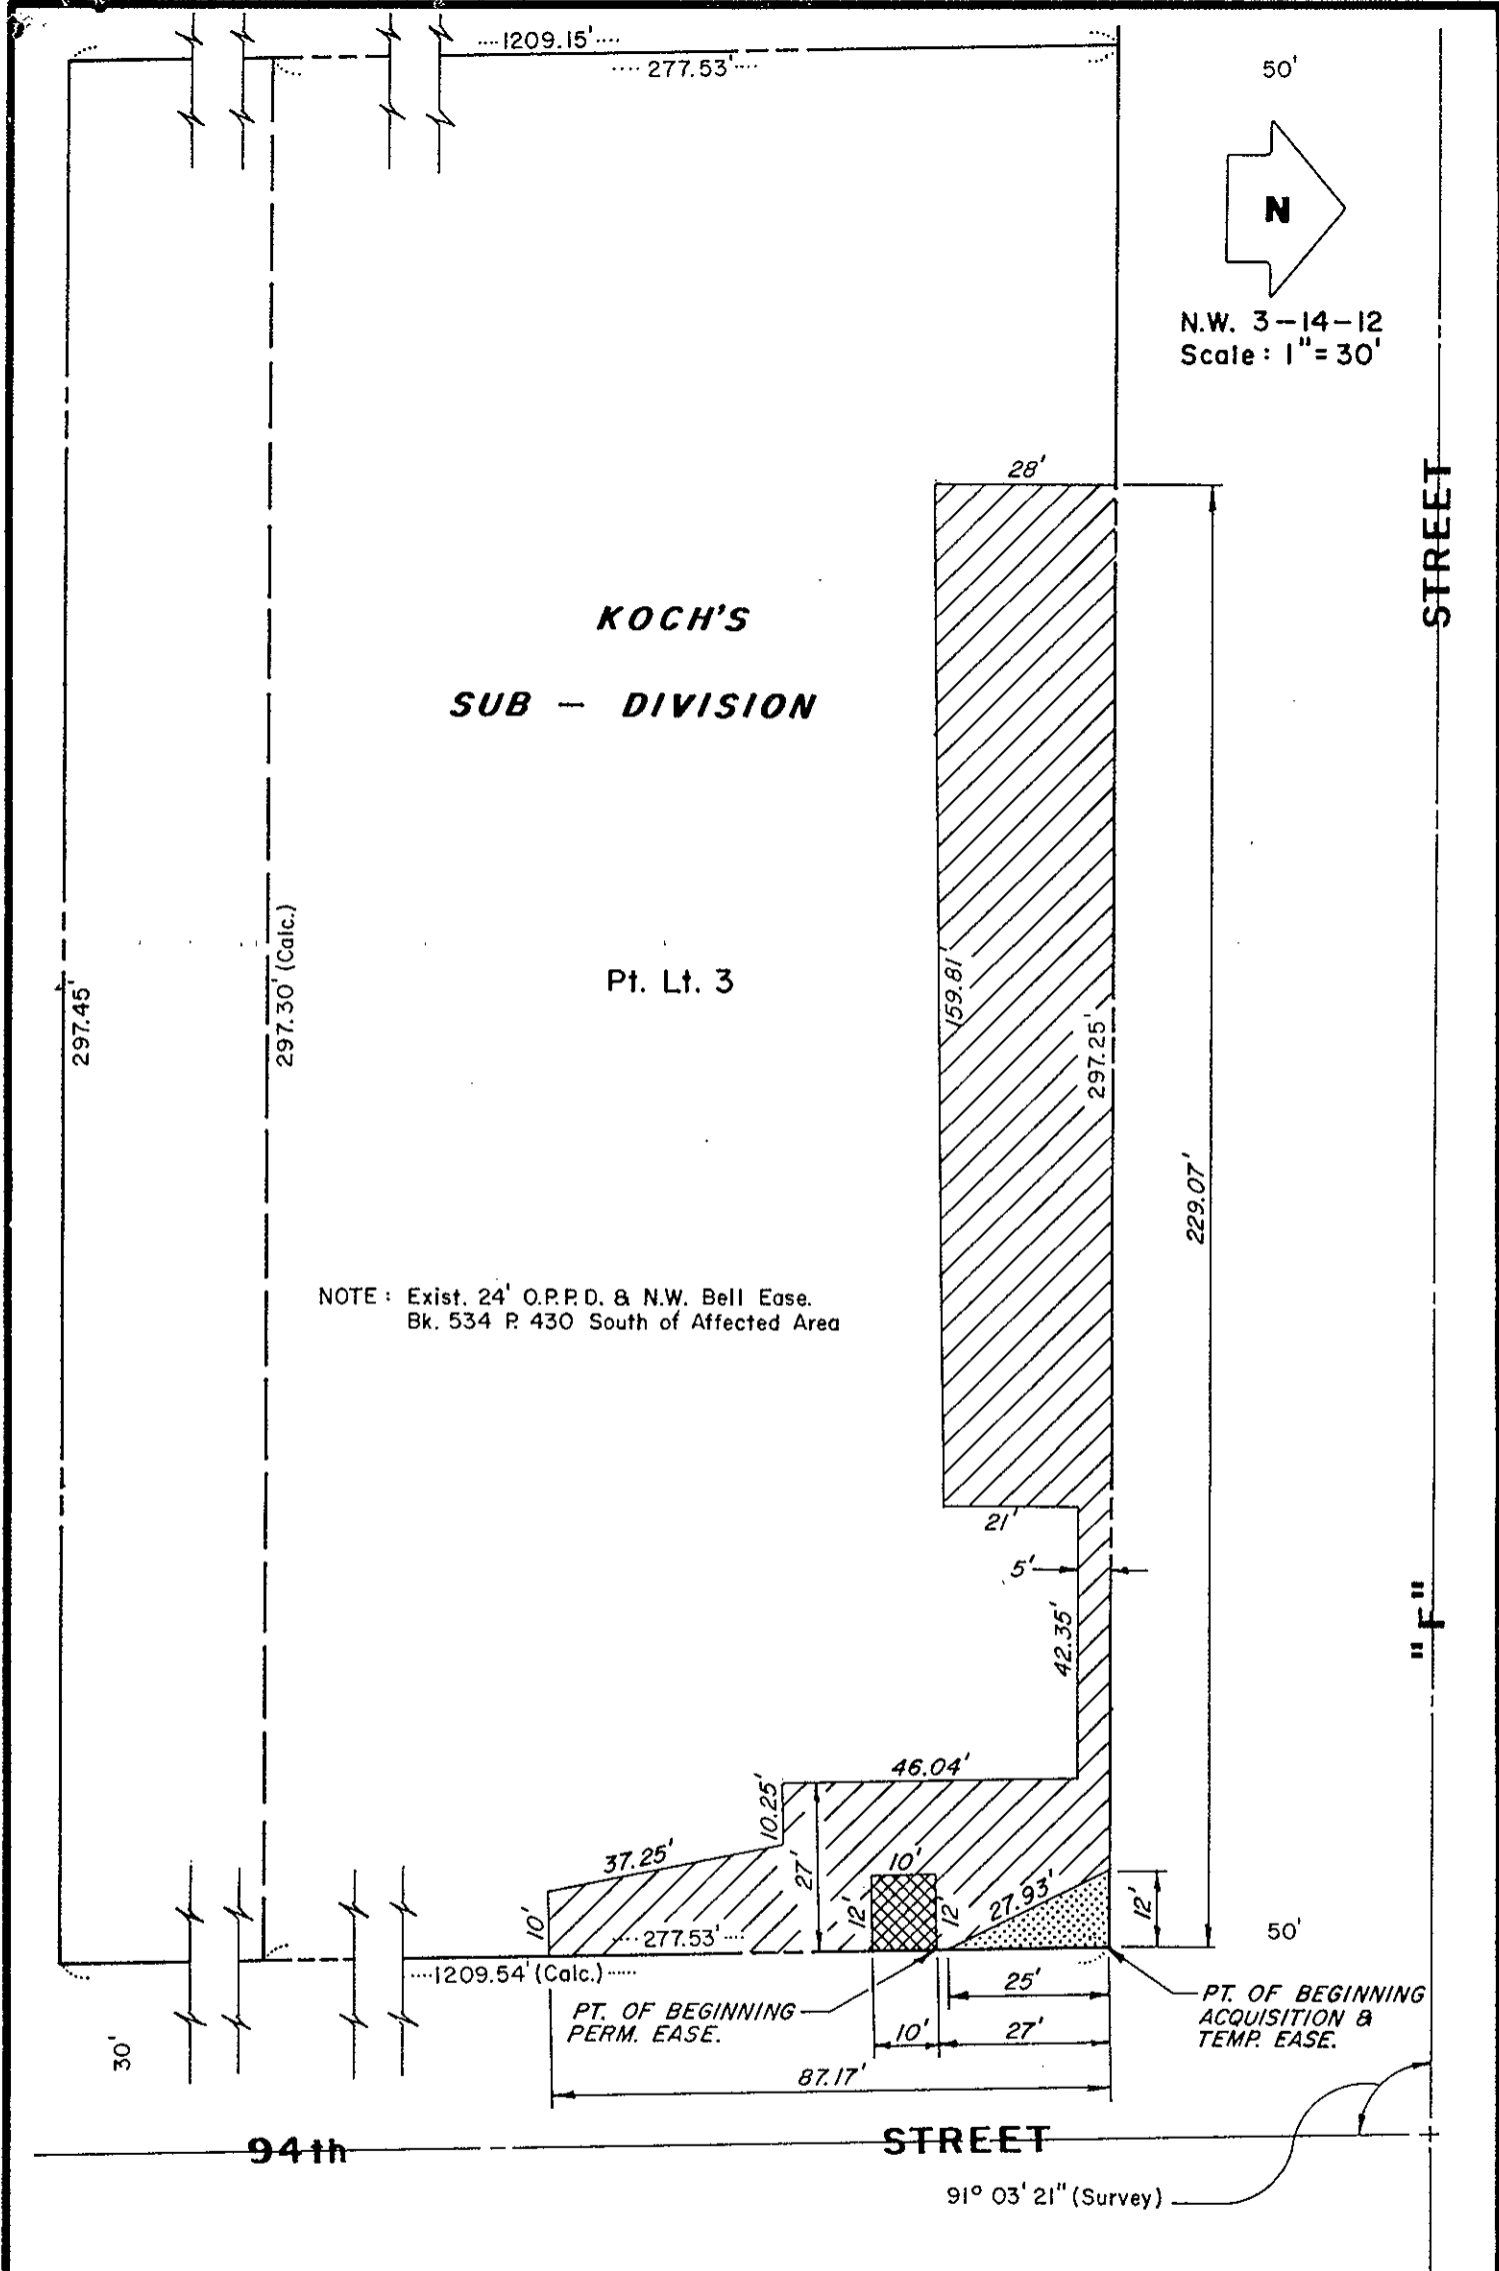 1209.15'
277.53'
50'
N
N.W. 3-14-12
Scale: 1"=30'
STREET
28'
KOCH'S
SUB - DIVISION
297.45'
297.30' (Calc.)
Pt. Lt. 3
159.81'
297.25'
229.07'
NOTE: Exist. 24' O.P.P.D. & N.W. Bell Ease.
Bk. 534 P. 430 South of Affected Area
21'
5'
42.35'
"F"
46.04'
10.25'
37.25'
27'
10'
12'
12'
27.93'
12'
10'
277.53'
50'
1209.54' (Calc.)
25'
PT. OF BEGINNING
PERM. EASE.
PT. OF BEGINNING
ACQUISITION &
TEMP. EASE.
10'
27'
30'
87.17'
94th STREET
91° 03' 21" (Survey)